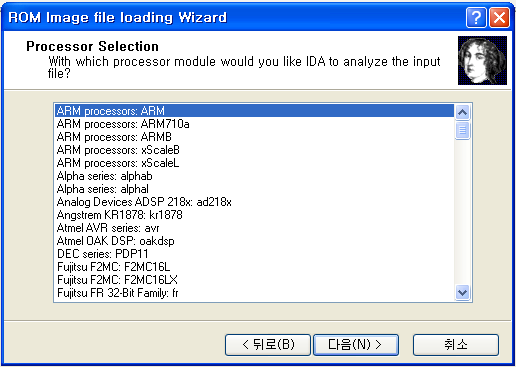 ROM Image file loading Wizard
Processor Selection
With which processor module would you like IDA to analyze the input
file?
ARM processors: ARM
ARM processors: ARM710a
ARM processors: ARMB
ARM processors: xScaleB
ARM processors: xScaleL
Alpha series: alphab
Alpha series: alphal
Analog Devices ADSP 218x: ad218x
Angstrem KR1878: kr1878
Atmel AVR series: avr
Atmel OAK DSP: oakdsp
DEC series: PDP11
Fujitsu F2MC: F2MC16L
Fujitsu F2MC: F2MC16LX
Fujitsu FR 32-Bit Family: fr
< 뒤로(B)
다음(N) >
취소